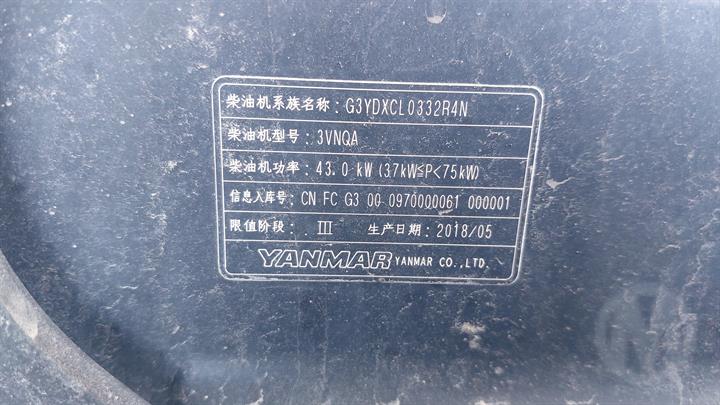 柴油机系族名称: G3YDXCL0332R4N
柴油机型号: 3VNQA
柴油机功率: 43.0 kW (37kW≤P<75kW)
信息入库号: CN FC G3 00 0970000061 000001
限值阶段: III 生产日期: 2018/05
YANMAR YANMAR CO.,LTD.